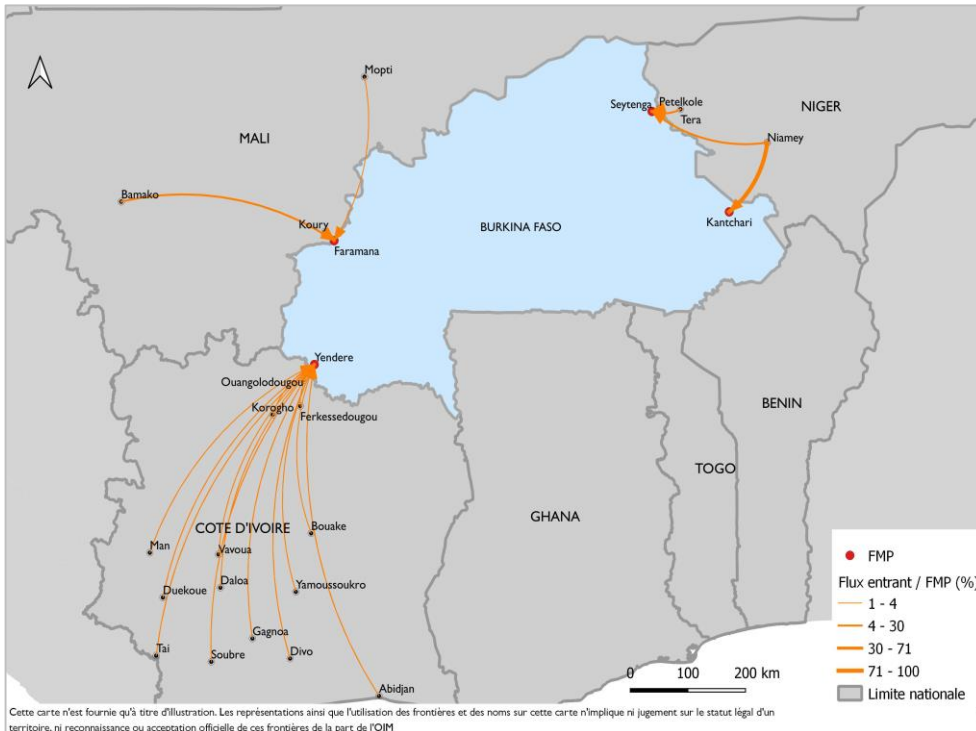 Mopti
Petelkole
Seytenga
Tera
NIGER
MALI
Niamey
Bamako
Koury
Faramana
BURKINA FASO
Kantchari
Yendere
Ouangolodougou
Korogho
Ferkessedougou
BENIN
TOGO
GHANA
COTE D'IVOIRE
Bouake
Man
Vavoua
Duekoue
Daloa
Yamoussoukro
Gagnoa
Tai
Soubre
Divo
Abidjan
FMP
Flux entrant / FMP (%)
1 - 4
4 - 30
30 - 71
71 - 100
Limite nationale
0 100 200 km
Cette carte n'est fournie qu'à titre d'illustration. Les représentations ainsi que l'utilisation des frontières et des noms sur cette carte n'implique ni jugement sur le statut légal d'un
territoire, ni reconnaissance ou acceptation officielle de ces frontières de la part de l'OIM